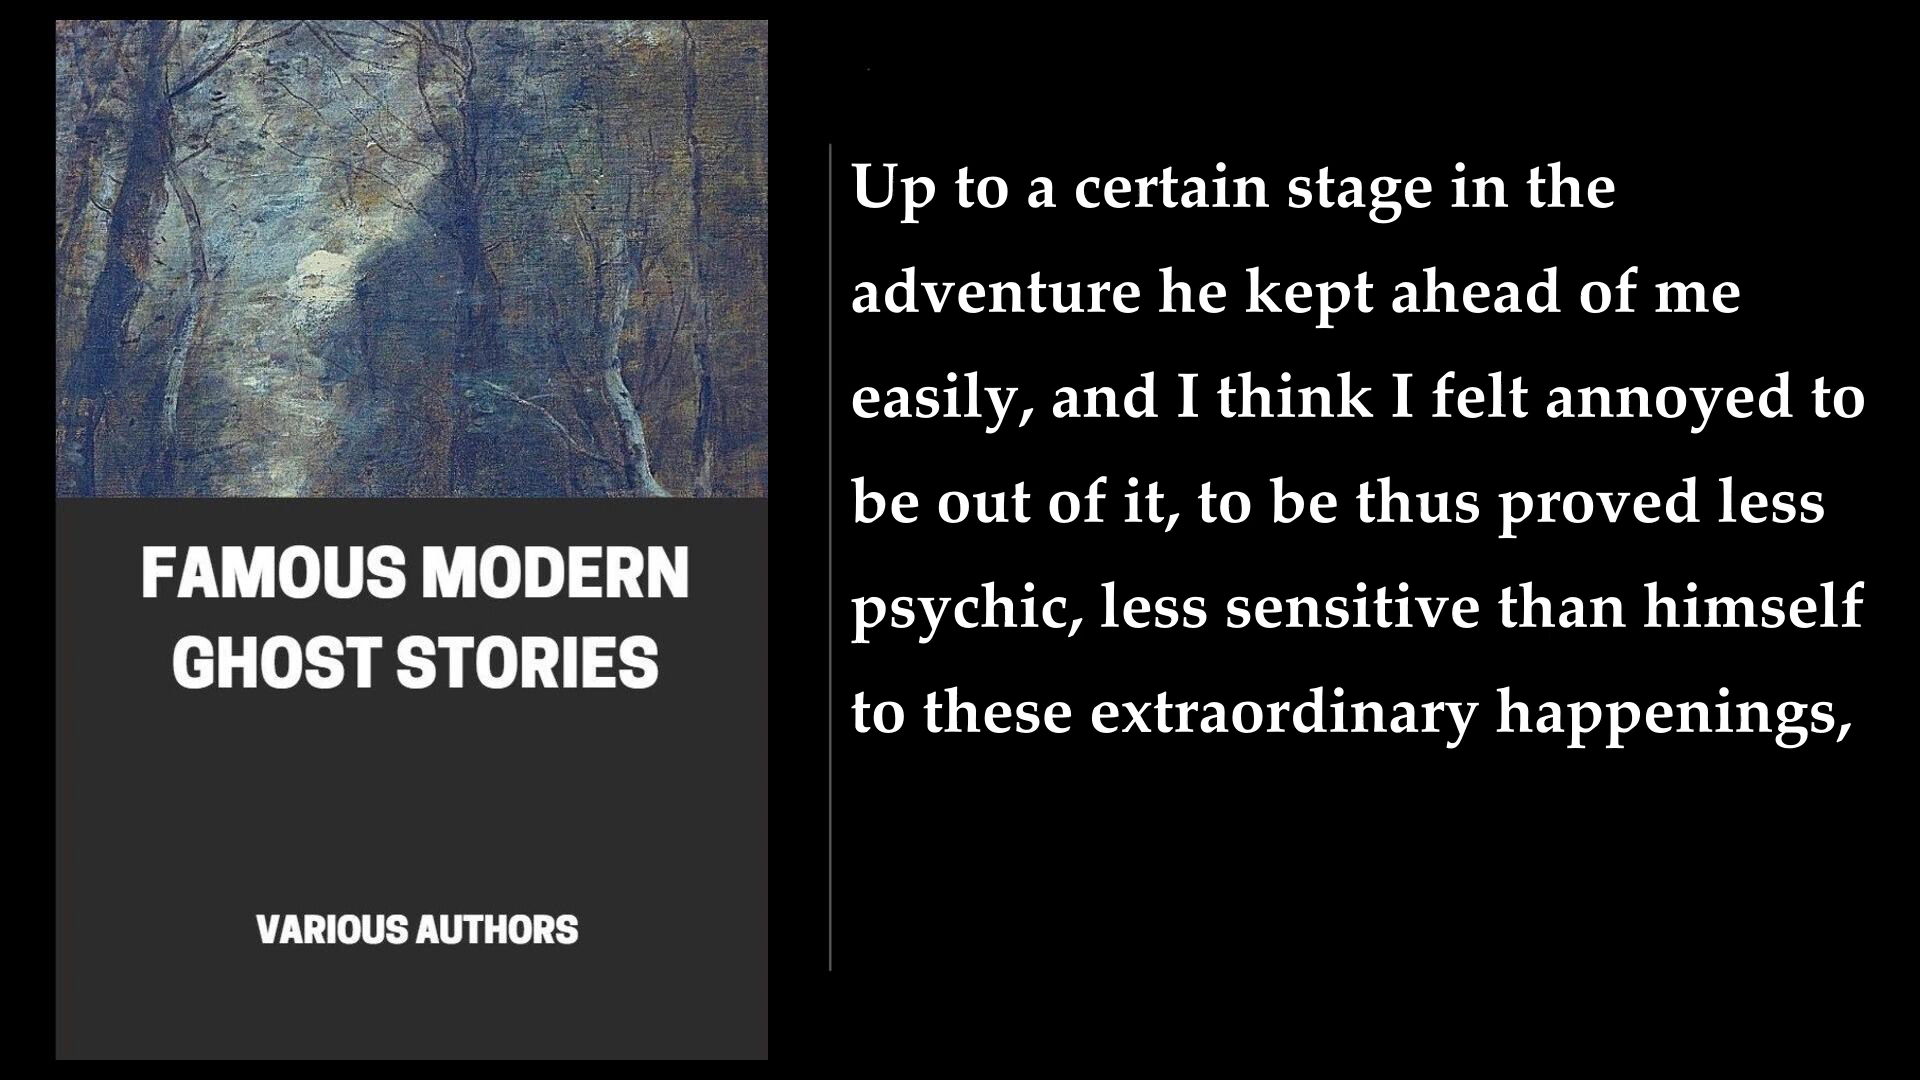 FAMOUS MODERN
GHOST STORIES
VARIOUS AUTHORS
Up to a certain stage in the
adventure he kept ahead of me
easily, and I think I felt annoyed to
be out of it, to be thus proved less
psychic, less sensitive than himself
to these extraordinary happenings,